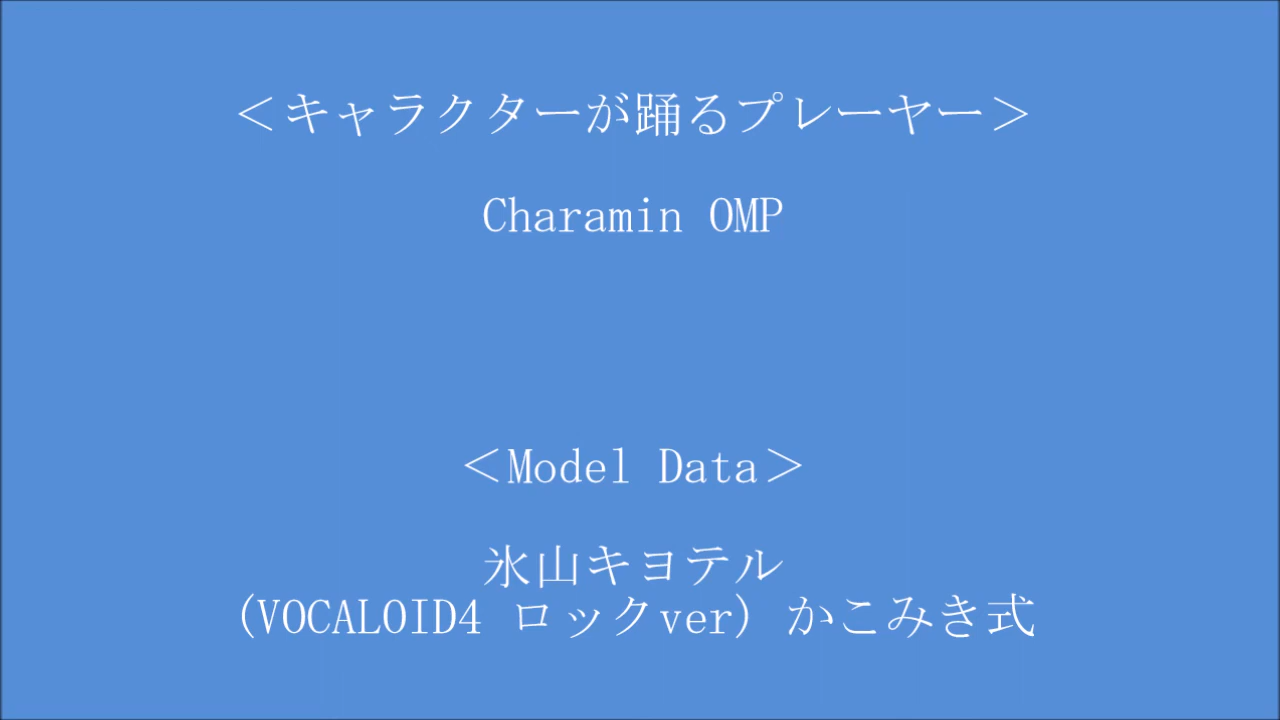 ＜キャラクターが踊るプレーヤー＞
Charamin OMP
＜Model Data＞
氷山キヨテル
(VOCALOID4 ロックver) かこみき式